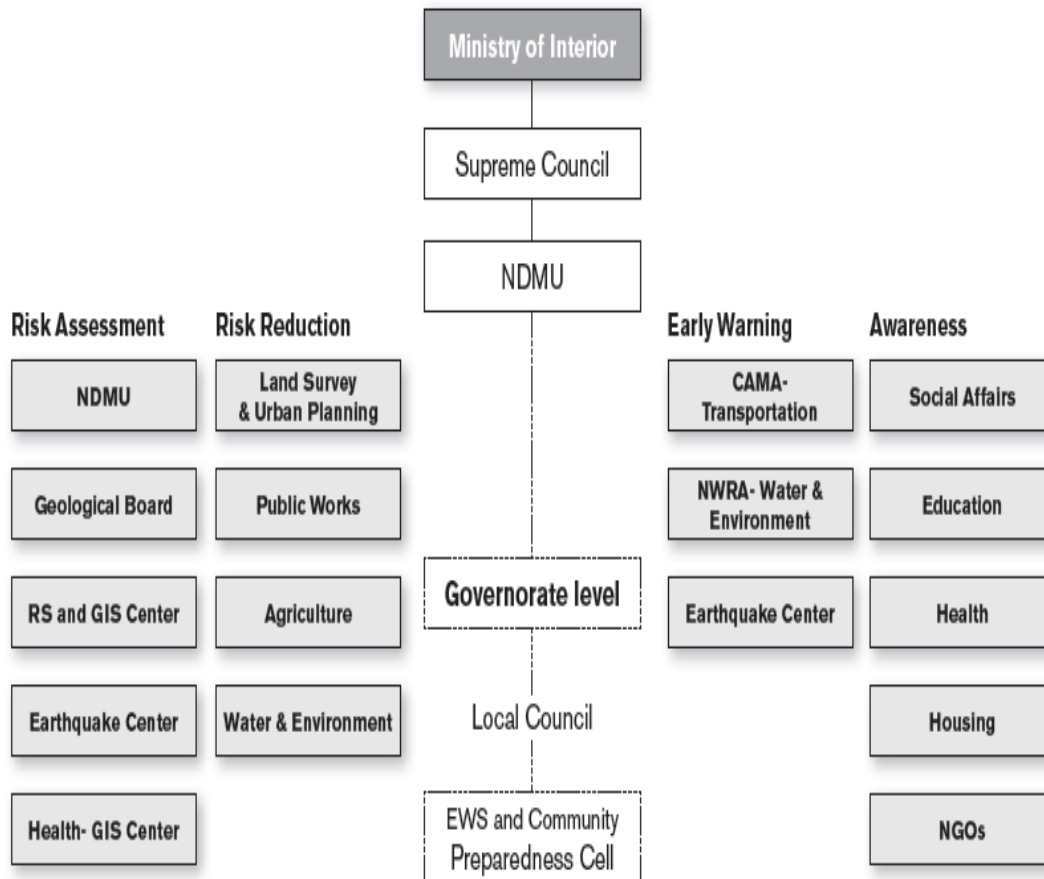 Ministry of Interior
Supreme Council
NDMU
Risk Assessment
NDMU
Geological Board
RS and GIS Center
Earthquake Center
Health- GIS Center
Risk Reduction
Land Survey
& Urban Planning
Public Works
Agriculture
Water & Environment
Governorate level
Local Council
EWS and Community
Preparedness Cell
Early Warning
CAMA-
Transportation
NWRA- Water &
Environment
Earthquake Center
Awareness
Social Affairs
Education
Health
Housing
NGOs